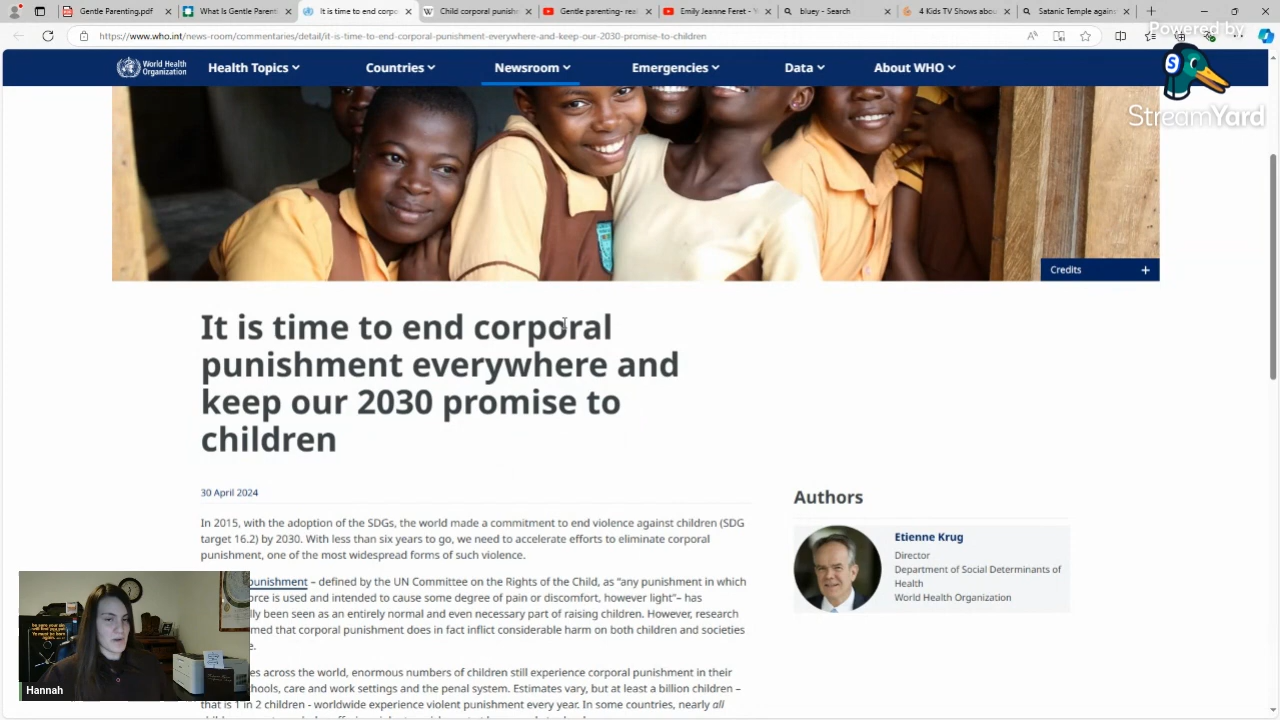 Gentle Parenting.pdf
What Is Gentle Parenti
It is time to end corpo
Child corporal punishm
Gentle parenting- rea
Emily Jeanne Feret -
bluey - Search
4 Kids TV Shows abou
Satanic Temple again
https://www.who.int/news-room/commentaries/detail/it-is-time-to-end-corporal-punishment-everywhere-and-keep-our-2030-promise-to-children
Powered by
StreamYard
World Health
Organization
Health Topics
Countries
Newsroom
Emergencies
Data
About WHO
Credits +
It is time to end corporal
punishment everywhere and
keep our 2030 promise to
children
30 April 2024
In 2015, with the adoption of the SDGs, the world made a commitment to end violence against children (SDG
target 16.2) by 2030. With less than six years to go, we need to accelerate efforts to eliminate corporal
punishment, one of the most widespread forms of such violence.
punishment – defined by the UN Committee on the Rights of the Child, as "any punishment in which
rce is used and intended to cause some degree of pain or discomfort, however light"– has
lly been seen as an entirely normal and even necessary part of raising children. However, research
med that corporal punishment does in fact inflict considerable harm on both children and societies
e.
es across the world, enormous numbers of children still experience corporal punishment in their
hools, care and work settings and the penal system. Estimates vary, but at least a billion children –
that is 1 in 2 children - worldwide experience violent punishment every year. In some countries, nearly all
Authors
Etienne Krug
Director
Department of Social Determinants of
Health
World Health Organization
Hannah